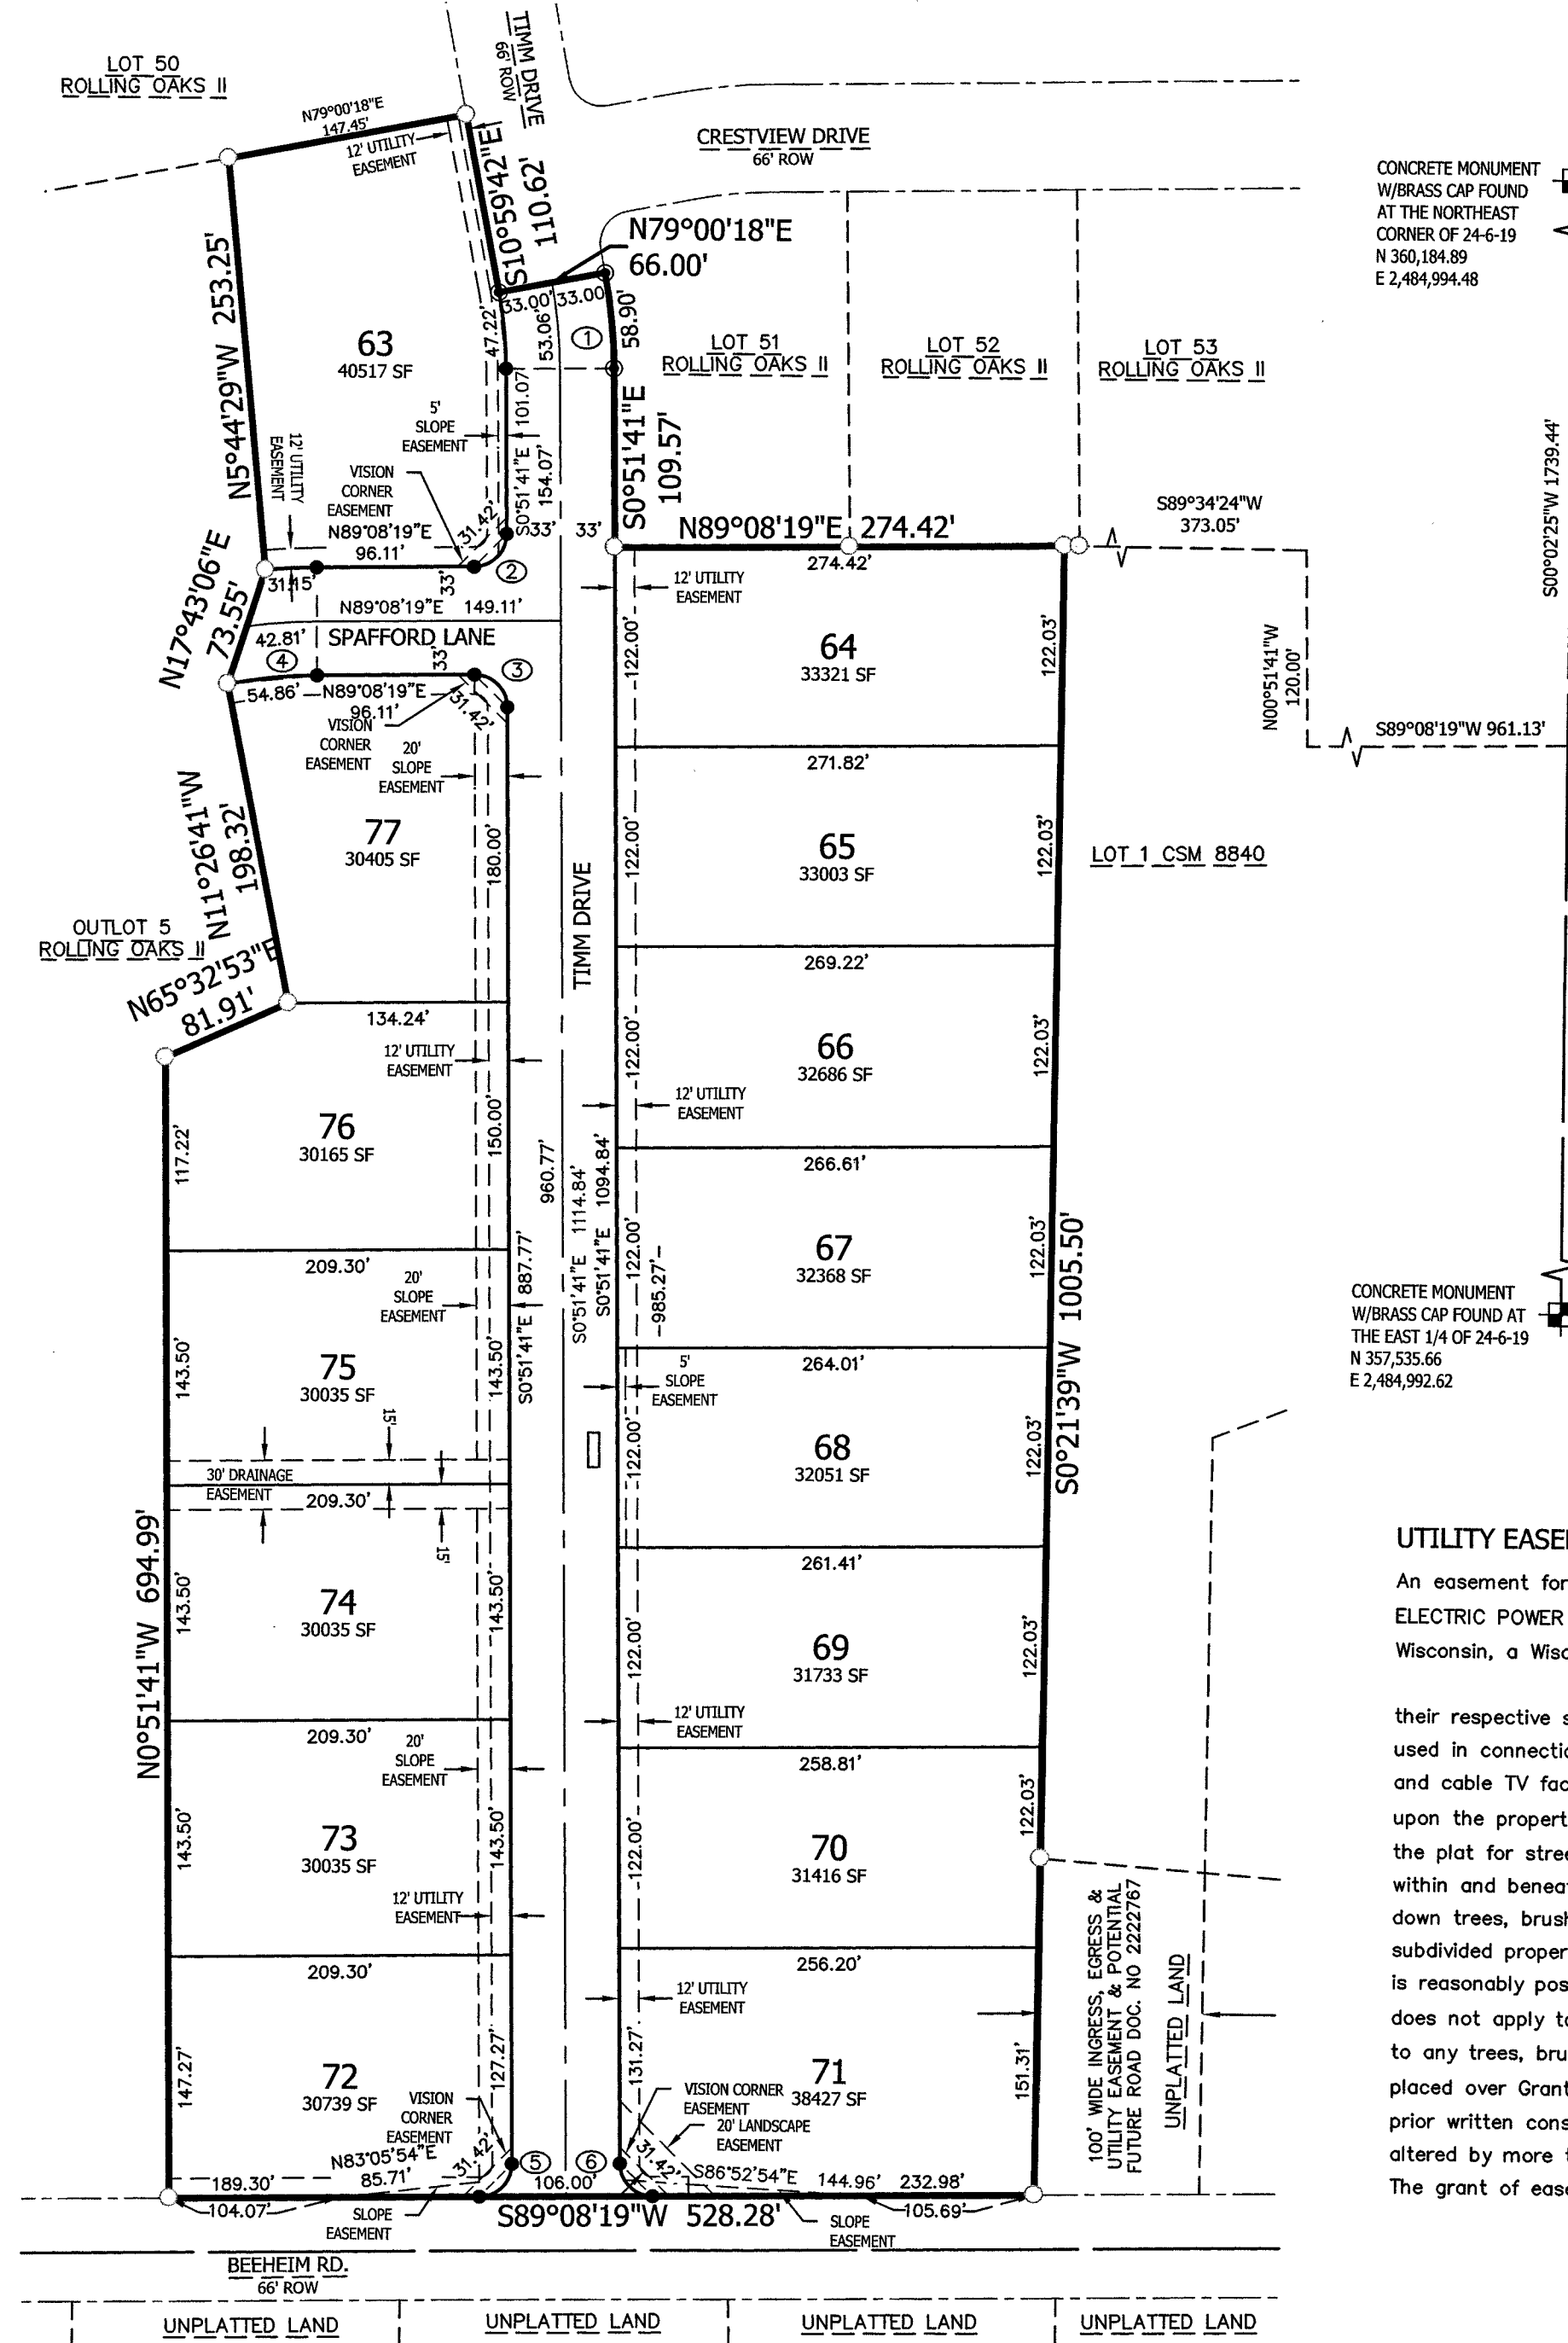 LOT 50
ROLLING OAKS II
TIMM DRIVE
66' ROW
N79°00'18"E
147.45'
12' UTILITY
EASEMENT
S10°59'42"E
110.62'
CRESTVIEW DRIVE
66' ROW
N79°00'18"E
66.00'
33.00'
33.00
CONCRETE MONUMENT
W/BRASS CAP FOUND
AT THE NORTHEAST
CORNER OF 24-6-19
N 360,184.89
E 2,484,994.48
N5°44'29"W 253.25'
63
40517 SF
47.22'
53.06'
1
58.90'
LOT 51
ROLLING OAKS II
LOT 52
ROLLING OAKS II
LOT 53
ROLLING OAKS II
5'
SLOPE
EASEMENT
S0°51'41"E 101.07
154.07'
S0°51'41"E
109.57'
12' UTILITY
EASEMENT
VISION
CORNER
EASEMENT
N89°08'19"E
96.11'
31.42'
33'
33'
N89°08'19"E 274.42'
S89°34'24"W
373.05'
S00°02'25"W 1739.44'
2
31.15'
33'
274.42'
12' UTILITY
EASEMENT
N17°43'06"E
73.55'
N89°08'19"E 149.11'
SPAFFORD LANE
42.81'
4
33'
3
54.86'
N89°08'19"E
96.11'
31.42'
VISION
CORNER
EASEMENT
20'
SLOPE
EASEMENT
122.00'
64
33321 SF
122.03'
N00°51'41"W
120.00'
S89°08'19"W 961.13'
271.82'
N11°26'41"W
198.32'
77
30405 SF
180.00'
TIMM DRIVE
122.00'
65
33003 SF
122.03'
LOT 1 CSM 8840
OUTLOT 5
ROLLING OAKS II
N65°32'53"E
81.91'
134.24'
269.22'
12' UTILITY
EASEMENT
122.00'
66
32686 SF
122.03'
12' UTILITY
EASEMENT
117.22'
76
30165 SF
150.00'
960.77'
S0°51'41"E 1114.84'
S0°51'41"E 1094.84'
266.61'
209.30'
20'
SLOPE
EASEMENT
S0°51'41"E 887.77'
122.00'
985.27'
67
32368 SF
122.03'
S0°21'39"W 1005.50'
CONCRETE MONUMENT
W/BRASS CAP FOUND AT
THE EAST 1/4 OF 24-6-19
N 357,535.66
E 2,484,992.62
143.50'
75
30035 SF
143.50'
5'
SLOPE
EASEMENT
264.01'
15'
122.00'
68
32051 SF
122.03'
30' DRAINAGE
EASEMENT
209.30'
15'
N0°51'41"W 694.99'
143.50'
74
30035 SF
143.50'
261.41'
122.00'
69
31733 SF
122.03'
12' UTILITY
EASEMENT
209.30'
20'
SLOPE
EASEMENT
258.81'
143.50'
73
30035 SF
143.50'
122.00'
70
31416 SF
122.03'
12' UTILITY
EASEMENT
209.30'
256.20'
12' UTILITY
EASEMENT
100' WIDE INGRESS, EGRESS &
UTILITY EASEMENT & POTENTIAL
FUTURE ROAD DOC. NO 2222767
UNPLATTED LAND
147.27'
72
30739 SF
127.27'
131.27'
71
38427 SF
151.31'
VISION
CORNER
EASEMENT
VISION CORNER
EASEMENT
20' LANDSCAPE
EASEMENT
N83°05'54"E
85.71'
31.42'
5
6
31.42'
S86°52'54"E
189.30'
106.00'
144.96'
232.98'
104.07'
SLOPE
EASEMENT
S89°08'19"W 528.28'
SLOPE
EASEMENT
105.69'
BEEHEIM RD.
66' ROW
UNPLATTED LAND
UNPLATTED LAND
UNPLATTED LAND
UNPLATTED LAND
UTILITY
An easement for
ELECTRIC POWER
Wisconsin, a
their respective
used in
and cable TV
upon the
the plat for
within and
down trees,
subdivided
is reasonably
does not apply
to any trees,
placed over
prior written
altered by more
The grant of